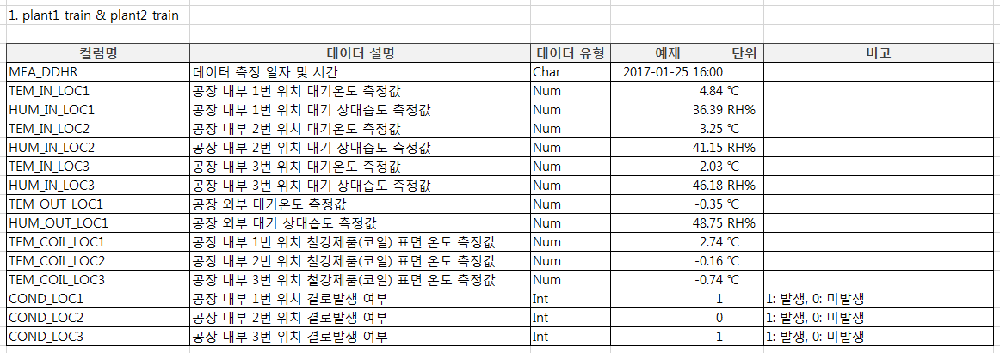 1. plant1_train & plant2_train
컬럼명 데이터 설명 데이터 유형 예제 단위 비고
MEA_DDHR 데이터 측정 일자 및 시간 Char 2017-01-25 16:00
TEM_IN_LOC1 공장 내부 1번 위치 대기온도 측정값 Num 4.84 ℃
HUM_IN_LOC1 공장 내부 1번 위치 대기 상대습도 측정값 Num 36.39 RH%
TEM_IN_LOC2 공장 내부 2번 위치 대기온도 측정값 Num 3.25 ℃
HUM_IN_LOC2 공장 내부 2번 위치 대기 상대습도 측정값 Num 41.15 RH%
TEM_IN_LOC3 공장 내부 3번 위치 대기온도 측정값 Num 2.03 ℃
HUM_IN_LOC3 공장 내부 3번 위치 대기 상대습도 측정값 Num 46.18 RH%
TEM_OUT_LOC1 공장 외부 대기온도 측정값 Num -0.35 ℃
HUM_OUT_LOC1 공장 외부 대기 상대습도 측정값 Num 48.75 RH%
TEM_COIL_LOC1 공장 내부 1번 위치 철강제품(코일) 표면 온도 측정값 Num 2.74 ℃
TEM_COIL_LOC2 공장 내부 2번 위치 철강제품(코일) 표면 온도 측정값 Num -0.16 ℃
TEM_COIL_LOC3 공장 내부 3번 위치 철강제품(코일) 표면 온도 측정값 Num -0.74 ℃
COND_LOC1 공장 내부 1번 위치 결로발생 여부 Int 1 1: 발생, 0: 미발생
COND_LOC2 공장 내부 2번 위치 결로발생 여부 Int 0 1: 발생, 0: 미발생
COND_LOC3 공장 내부 3번 위치 결로발생 여부 Int 1 1: 발생, 0: 미발생